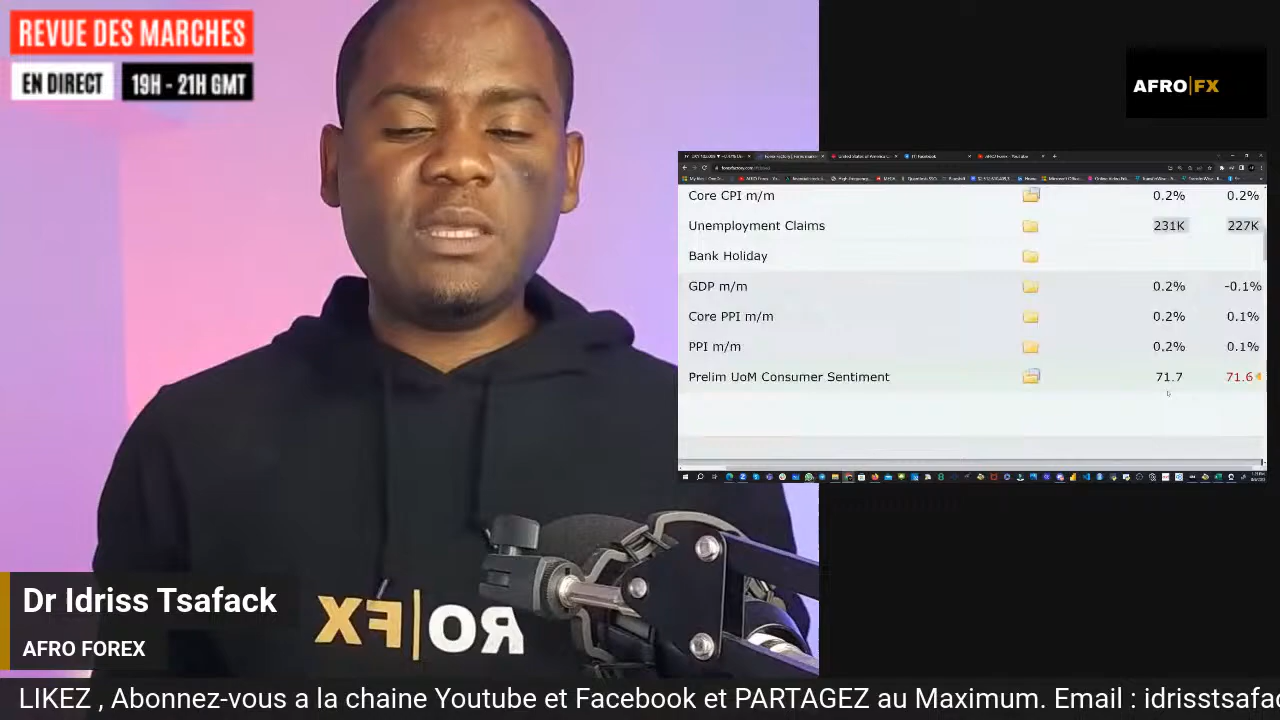 REVUE DES MARCHES
EN DIRECT
19H - 21H GMT
AFRO|FX
Core CPI m/m 0.2% 0.2%
Unemployment Claims 231K 227K
Bank Holiday
GDP m/m 0.2% -0.1%
Core PPI m/m 0.2% 0.1%
PPI m/m 0.2% 0.1%
Prelim UoM Consumer Sentiment 71.7 71.6
RO|FX
Dr Idriss Tsafack
AFRO FOREX
LIKEZ , Abonnez-vous a la chaine Youtube et Facebook et PARTAGEZ au Maximum. Email : idrisstsafa